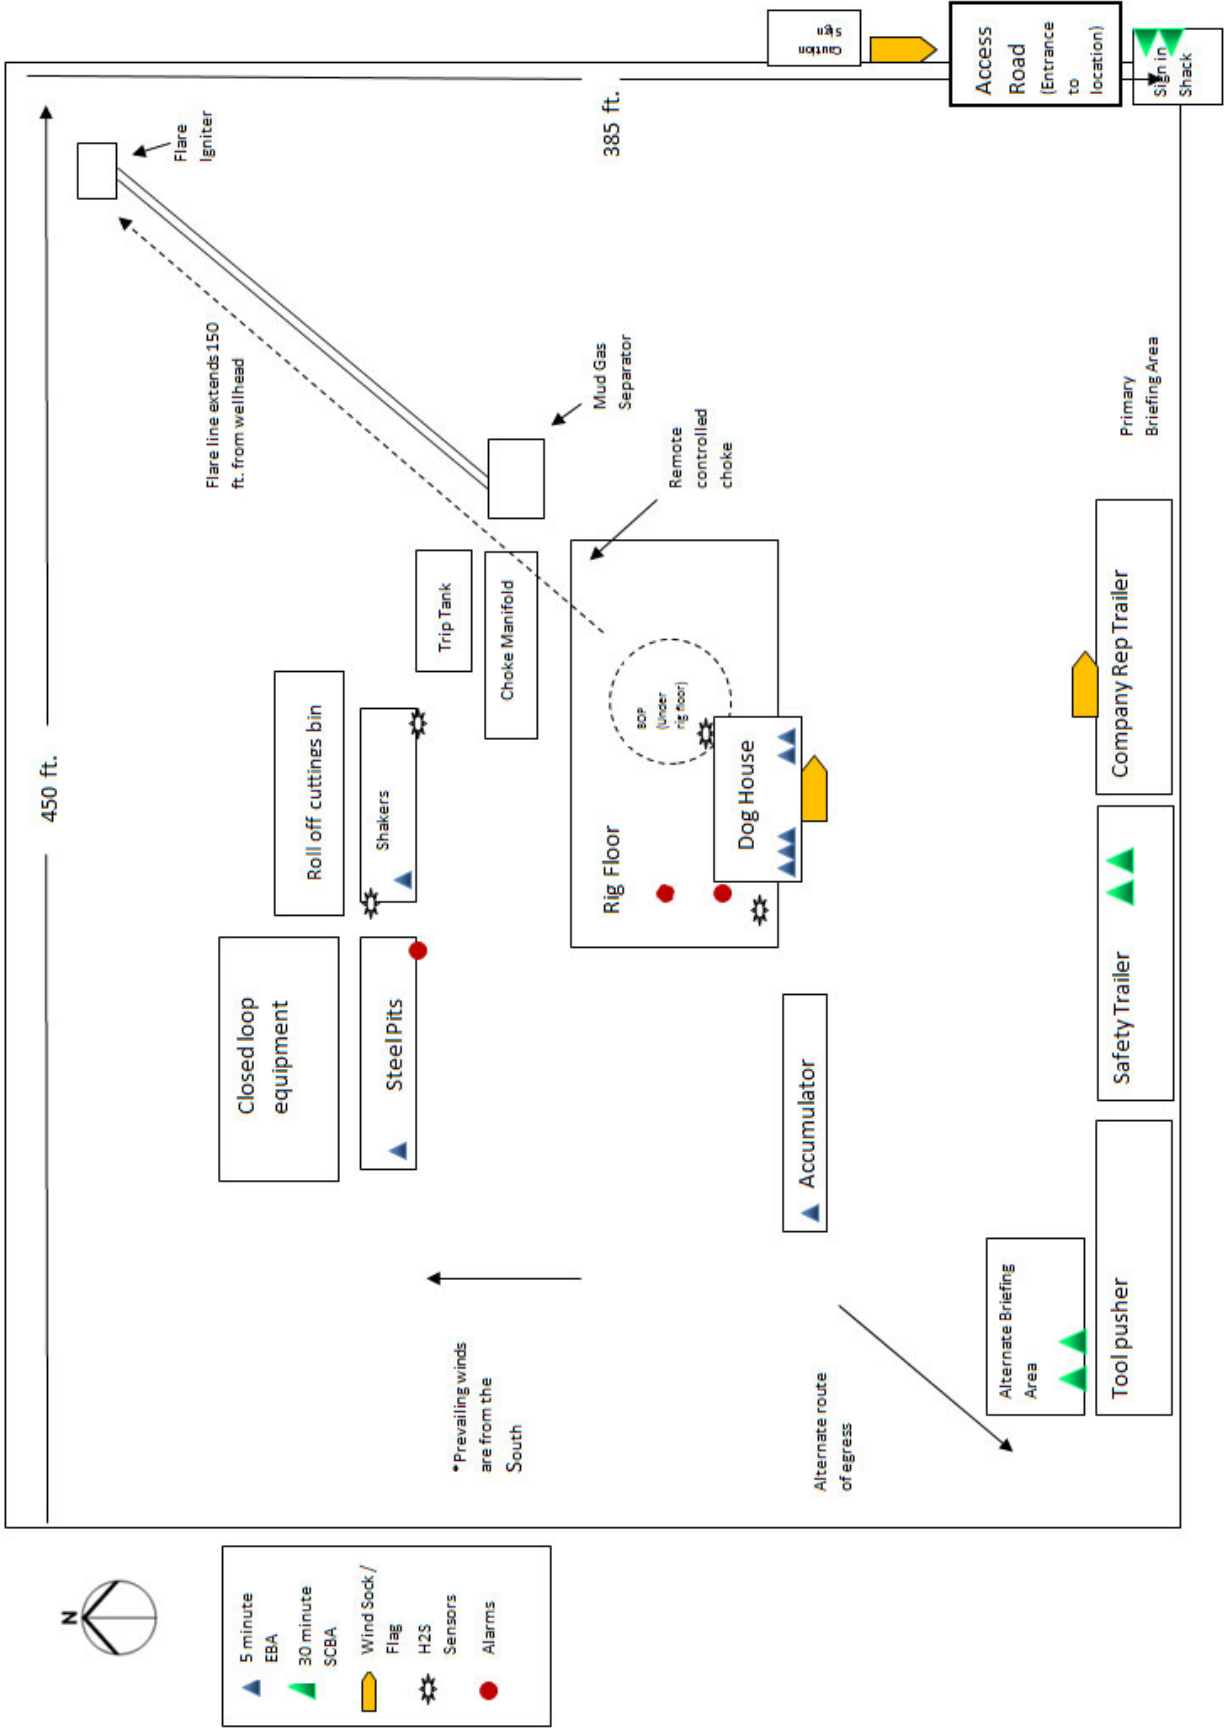 N
5 minute
EBA
30 minute
SCBA
Wind Sock /
Flag
H2S
Sensors
Alarms
450 ft.
385 ft.
Flare
Igniter
Flare line extends 150
ft. from wellhead
Mud Gas
Separator
Remote
controlled
choke
Trip Tank
Choke Manifold
Roll off cuttings bin
Shakers
Closed loop
equipment
Steel Pits
BOP
(Under
rig floor)
Rig Floor
Dog House
Accumulator
*Prevailing winds
are from the
South
Alternate route
of egress
Alternate Briefing
Area
Tool pusher
Safety Trailer
Company Rep Trailer
Primary
Briefing Area
Caution
sign
Access
Road
(Entrance
to
location)
Sign in
Shack